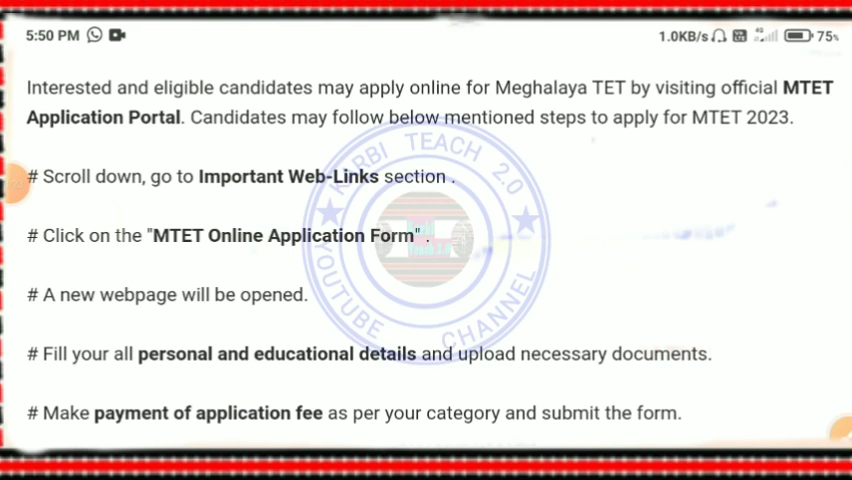 5:50 PM
1.0KB/s 4G 75%
Interested and eligible candidates may apply online for Meghalaya TET by visiting official MTET
Application Portal. Candidates may follow below mentioned steps to apply for MTET 2023.
# Scroll down, go to Important Web-Links section .
# Click on the "MTET Online Application Form" .
# A new webpage will be opened.
# Fill your all personal and educational details and upload necessary documents.
# Make payment of application fee as per your category and submit the form.
KARBI TEACH 2.0
YOUTUBE CHANNEL